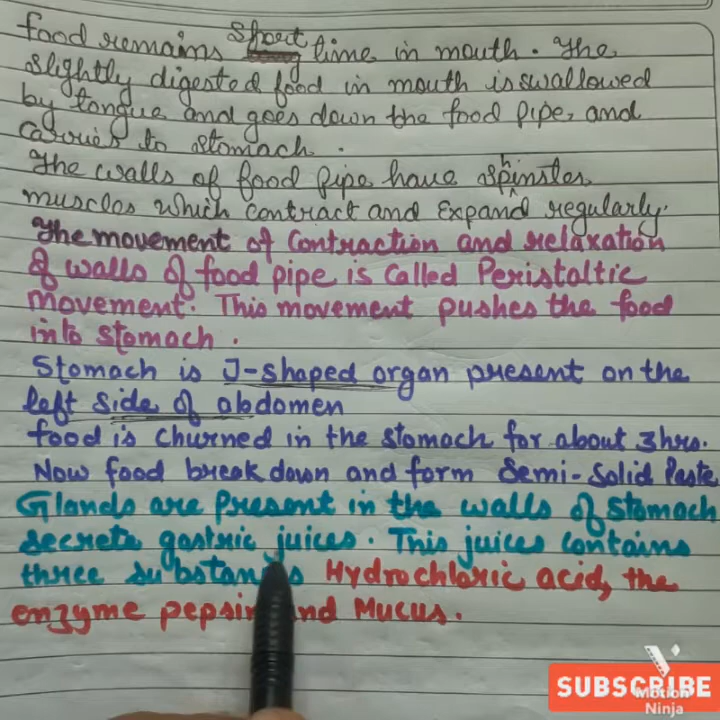 food remains short time in mouth. The
slightly digested food in mouth is swallowed
by tongue and goes down the food pipe, and
carries to stomach.
The walls of food pipe have sphinster
muscles which contract and expand regularly.
The movement of contraction and relaxation
of walls of food pipe is called Peristaltic
movement. This movement pushes the food
into stomach.
Stomach is J-shaped organ present on the
left side of abdomen
food is churned in the stomach for about 3hrs.
Now food break down and form Semi-Solid Paste
Glands are present in the walls of stomach
secrete gastric juices. This juices contains
three substances Hydrochloric acid, the
enzyme pepsin and Mucus.
SUBSCRIBE
Motion
Ninja